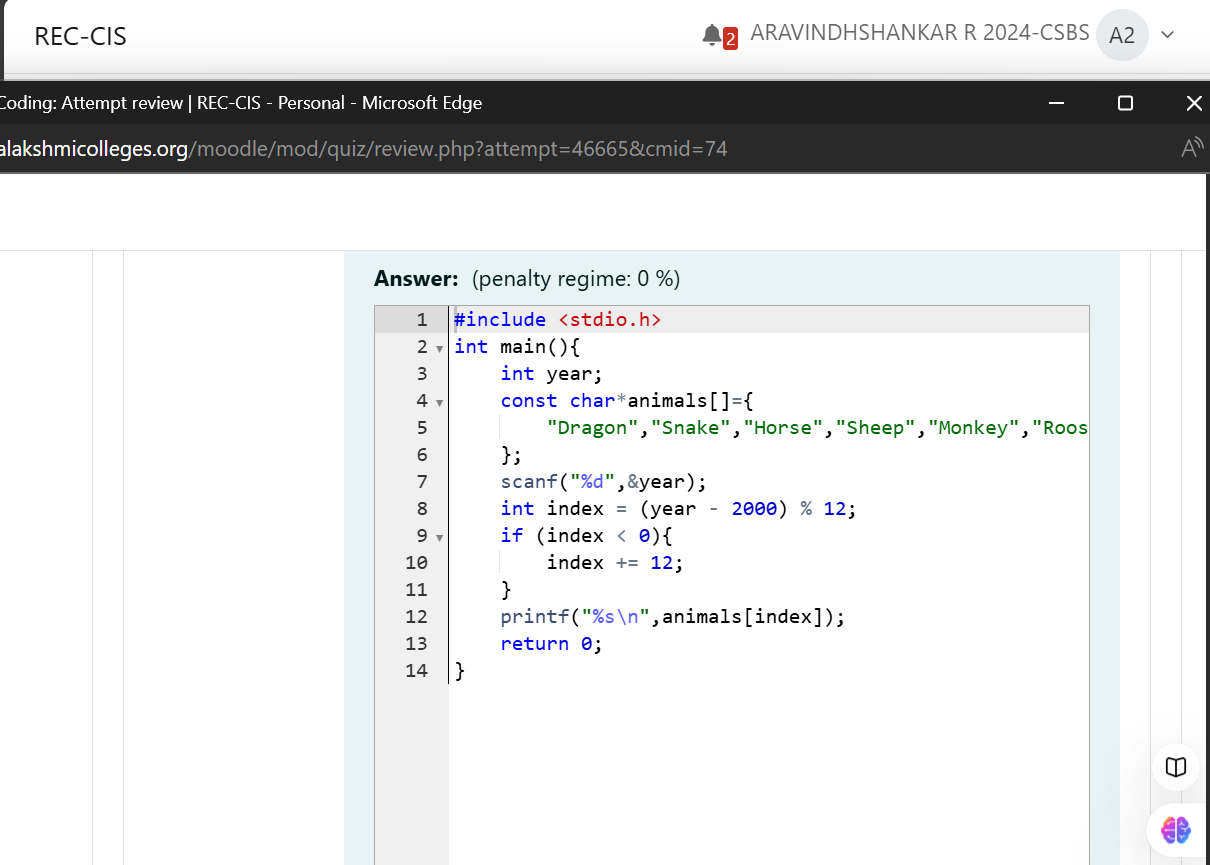 REC-CIS
2 ARAVINDHSHANKAR R 2024-CSBS A2
Coding: Attempt review | REC-CIS - Personal - Microsoft Edge
alakshmicolleges.org/moodle/mod/quiz/review.php?attempt=46665&cmid=74
Answer: (penalty regime: 0 %)
1 #include <stdio.h>
2 int main(){
3 int year;
4 const char*animals[]={
5 "Dragon","Snake","Horse","Sheep","Monkey","Roos
6 };
7 scanf("%d",&year);
8 int index = (year - 2000) % 12;
9 if (index < 0){
10 index += 12;
11 }
12 printf("%s\n",animals[index]);
13 return 0;
14 }